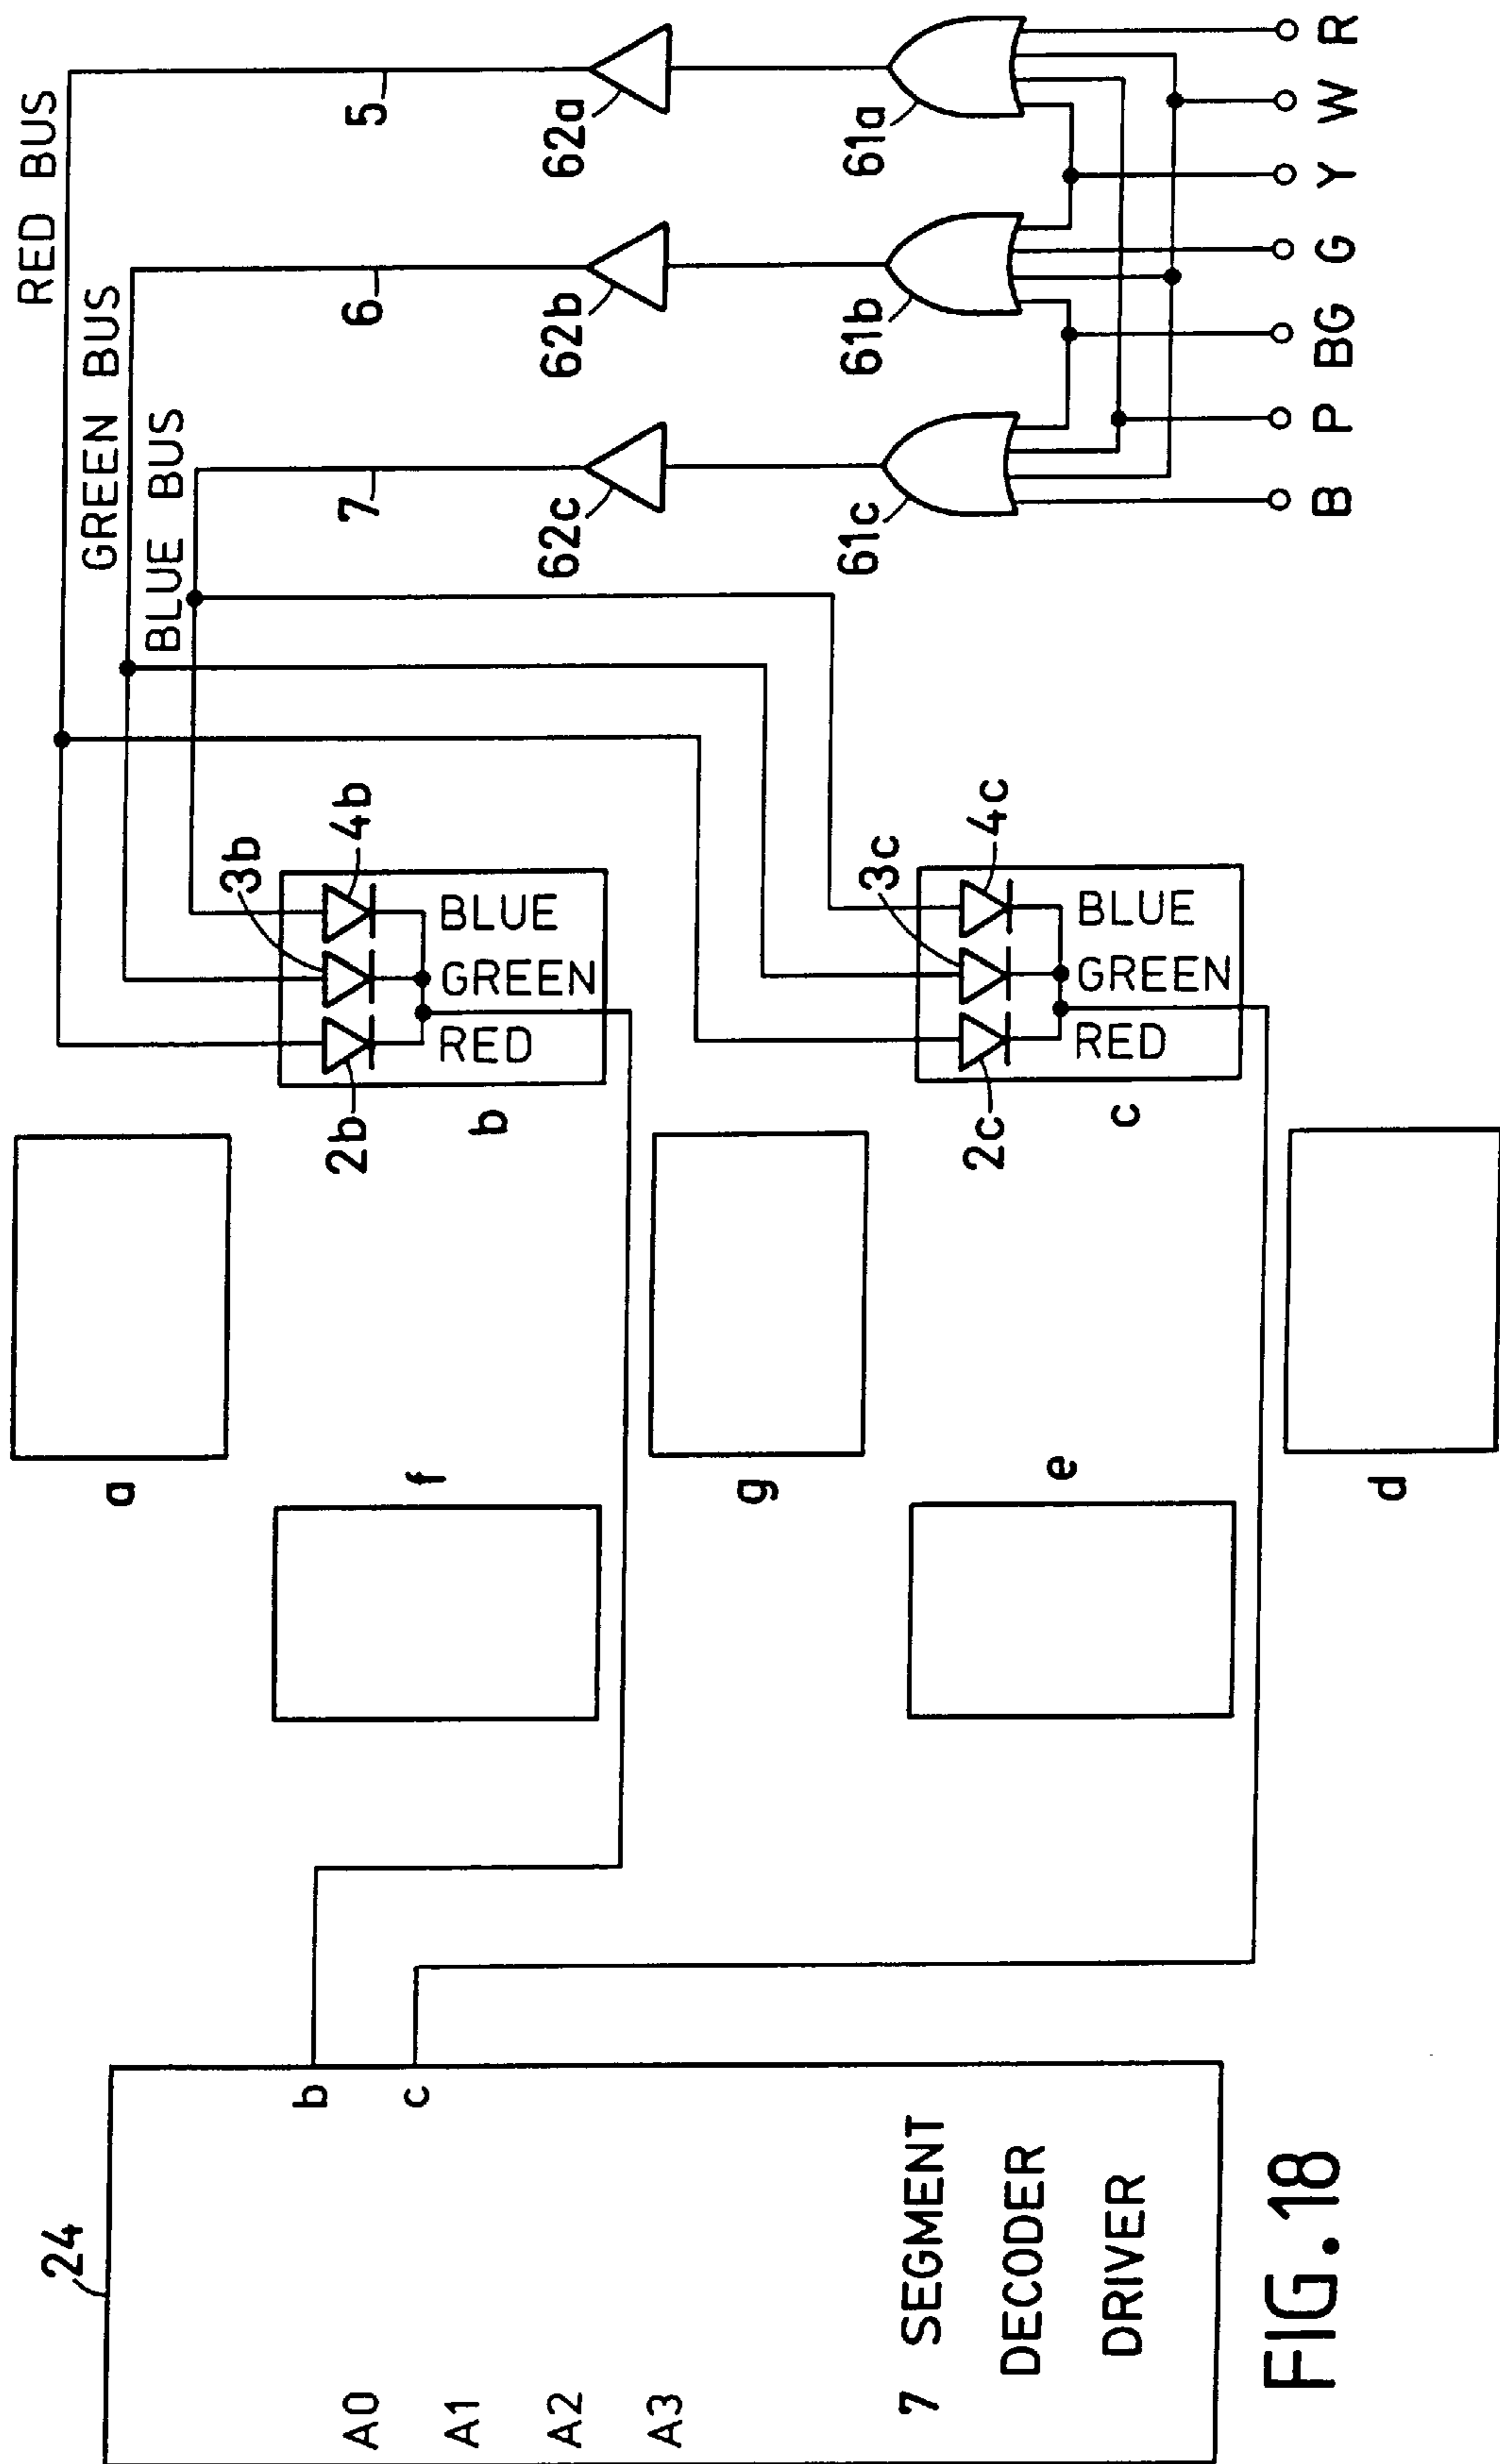 24
A0
A1
A2
A3
b
c
7 SEGMENT
DECODER
DRIVER
a
f
g
e
d
2b
3b
4b
BLUE
GREEN
RED
b
2c
3c
4c
BLUE
GREEN
RED
c
RED BUS
GREEN BUS
BLUE BUS
5
6
7
62a
62b
62c
61a
61b
61c
B
P
BG
G
Y
W
R
FIG.18